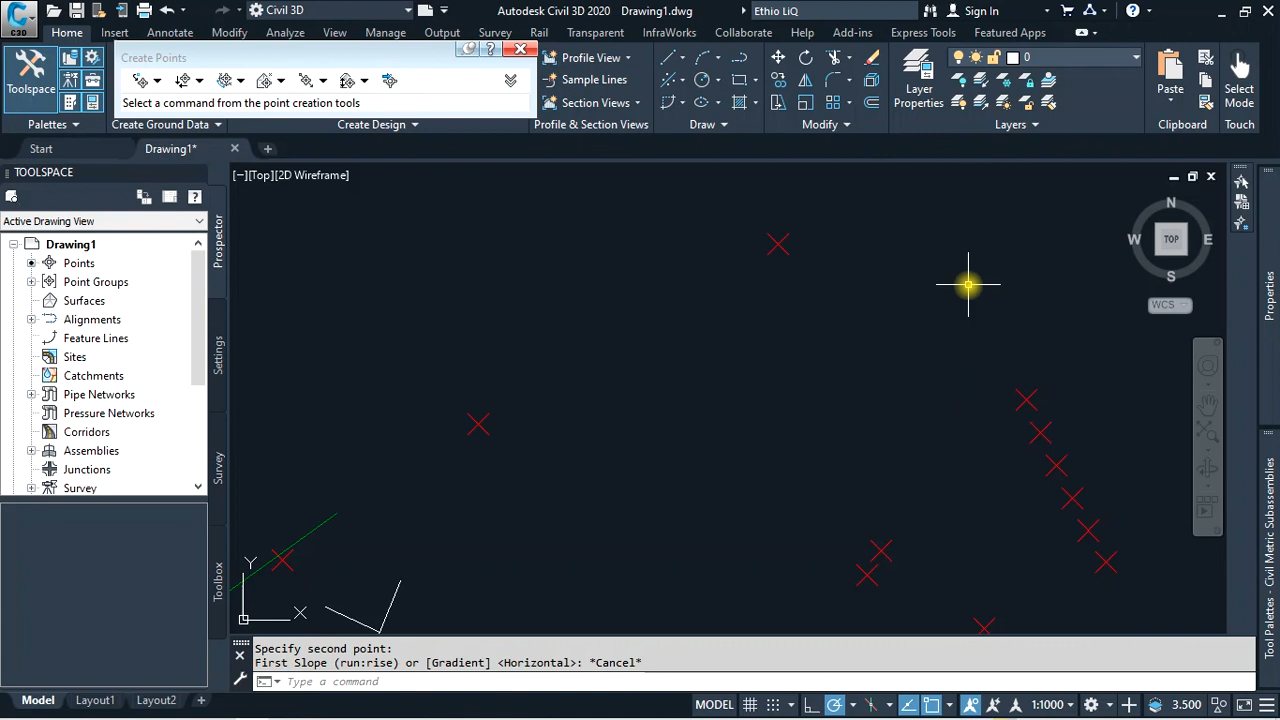 C3D
Civil 3D
Autodesk Civil 3D 2020 Drawing1.dwg
Ethio LiQ
Sign In
Home
Insert
Annotate
Modify
Analyze
View
Manage
Output
Survey
Rail
Transparent
InfraWorks
Collaborate
Help
Add-ins
Express Tools
Featured Apps
Toolspace
Palettes
Create Points
Select a command from the point creation tools
Create Ground Data
Create Design
Profile View
Sample Lines
Section Views
Profile & Section Views
Draw
Modify
Layer
Properties
0
Layers
Paste
Clipboard
Select
Mode
Touch
Start
Drawing1*
TOOLSPACE
Active Drawing View
Drawing1
Points
Point Groups
Surfaces
Alignments
Feature Lines
Sites
Catchments
Pipe Networks
Pressure Networks
Corridors
Assemblies
Junctions
Survey
Prospector
Settings
Survey
Toolbox
[−][Top][2D Wireframe]
N
W
TOP
E
S
WCS
Y
X
Properties
Tool Palettes - Civil Metric Subassemblies
Specify second point:
First Slope (run:rise) or [Gradient] <Horizontal>: *Cancel*
Type a command
Model
Layout1
Layout2
MODEL
1:1000
3.500